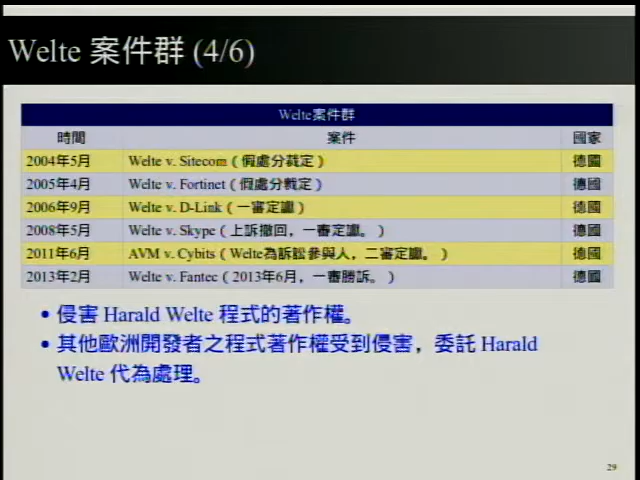 Welte 案件群 (4/6)
Welte案件群
時間 案件 國家
2004年5月 Welte v. Sitecom（假處分裁定） 德國
2005年4月 Welte v. Fortinet（假處分裁定） 德國
2006年9月 Welte v. D-Link（一審定讞） 德國
2008年5月 Welte v. Skype（上訴撤回，一審定讞。） 德國
2011年6月 AVM v. Cybits（Welte為訴訟參與人，二審定讞。） 德國
2013年2月 Welte v. Fantec（2013年6月，一審勝訴。） 德國
• 侵害 Harald Welte 程式的著作權。
• 其他歐洲開發者之程式著作權受到侵害，委託 Harald
Welte 代為處理。
29